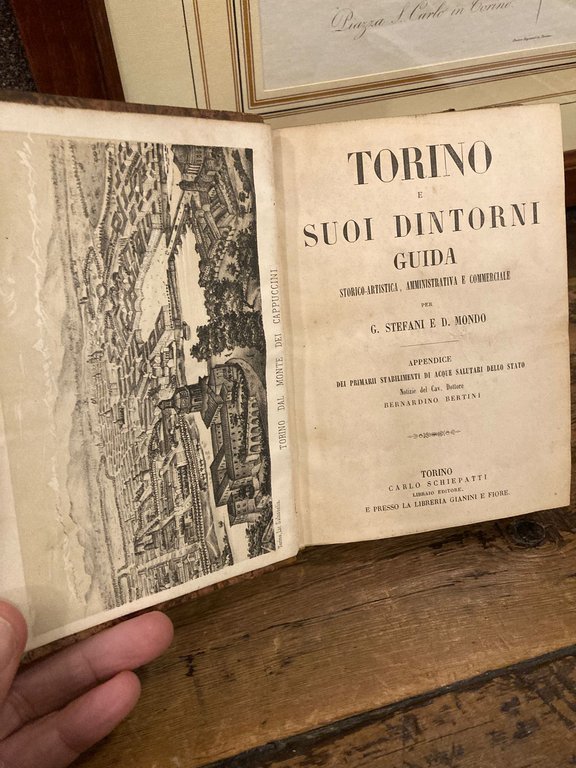 Piazza S. Carlo in Torino.
TORINO DAL MONTE DEI CAPPUCCINI
TORINO
E
SUOI DINTORNI
GUIDA
STORICO-ARTISTICA, AMMINISTRATIVA E COMMERCIALE
PER
G. STEFANI E D. MONDO
APPENDICE
DEI PRIMARII STABILIMENTI DI ACQUE SALUTARI DELLO STATO
Notizie del Cav. Dottore
BERNARDINO BERTINI
TORINO
CARLO SCHIEPATTI
LIBRAIO EDITORE
E PRESSO LA LIBRERIA GIANINI E FIORE.